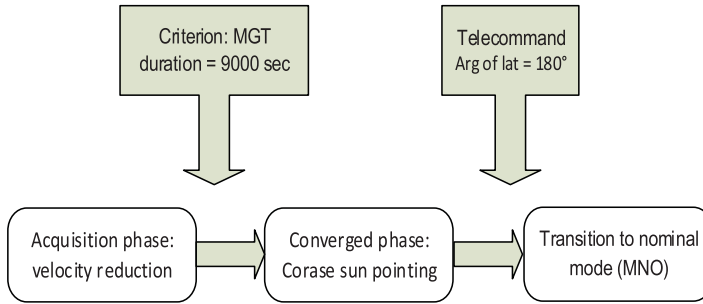 Criterion: MGT
duration = 9000 sec
Telecommand
Arg of lat = 180°
Acquisition phase:
velocity reduction
Converged phase:
Corase sun pointing
Transition to nominal
mode (MNO)